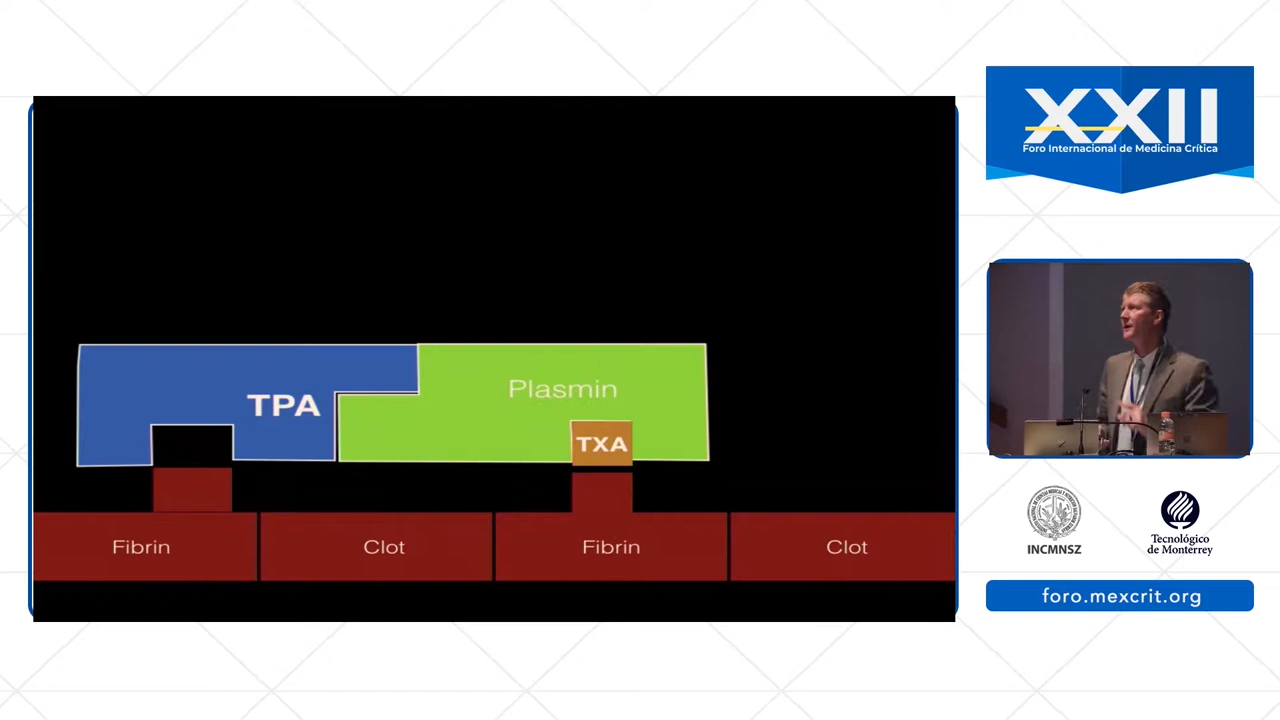 XXII
Foro Internacional de Medicina Crítica
TPA
Plasmin
TXA
Fibrin
Clot
Fibrin
Clot
INCMNSZ
Tecnológico
de Monterrey
foro.mexcrit.org